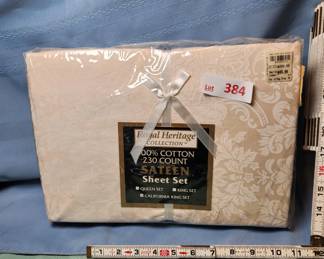 Lot 384
Royal Heritage
COLLECTION
100% COTTON
230 COUNT
SATEEN
Sheet Set
QUEEN SET
KING SET
CALIFORNIA KING SET